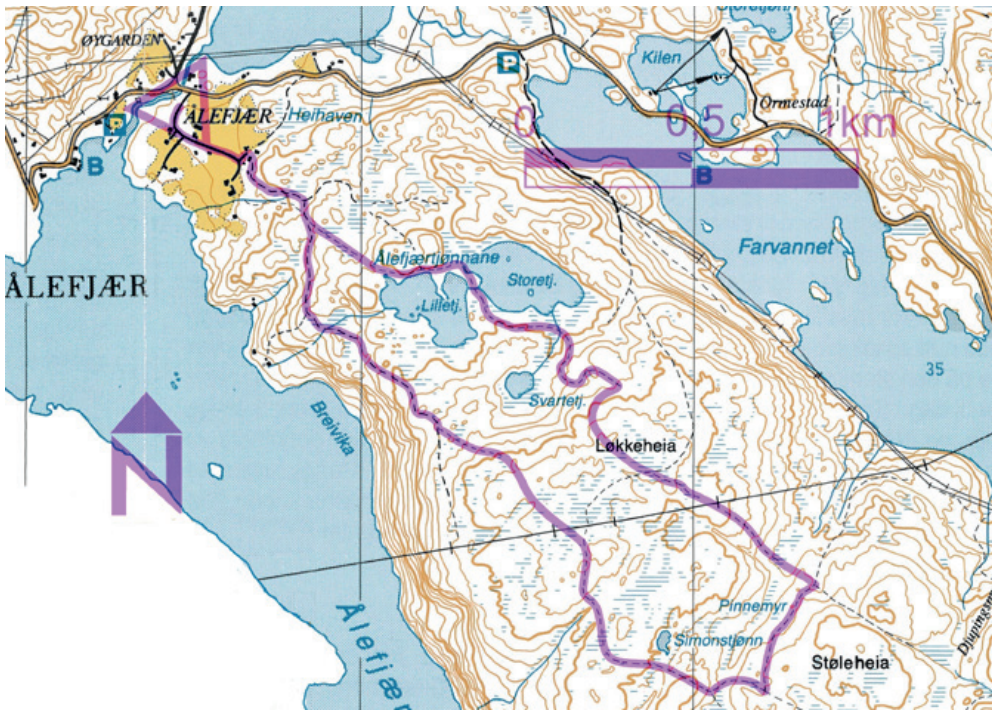 Storetjønn
ØYGARDEN
Kilen
P
ÅLEFJÆR
Heihaven
Ormestad
0
0,5
1km
P
B
B
Farvannet
Ålefjærtjønnane
Storetj.
ÅLEFJÆR
Lilletj.
35
Svartetj.
Breivika
Løkkeheia
N
Pinnemyr
Simonstjønn
Støleheia